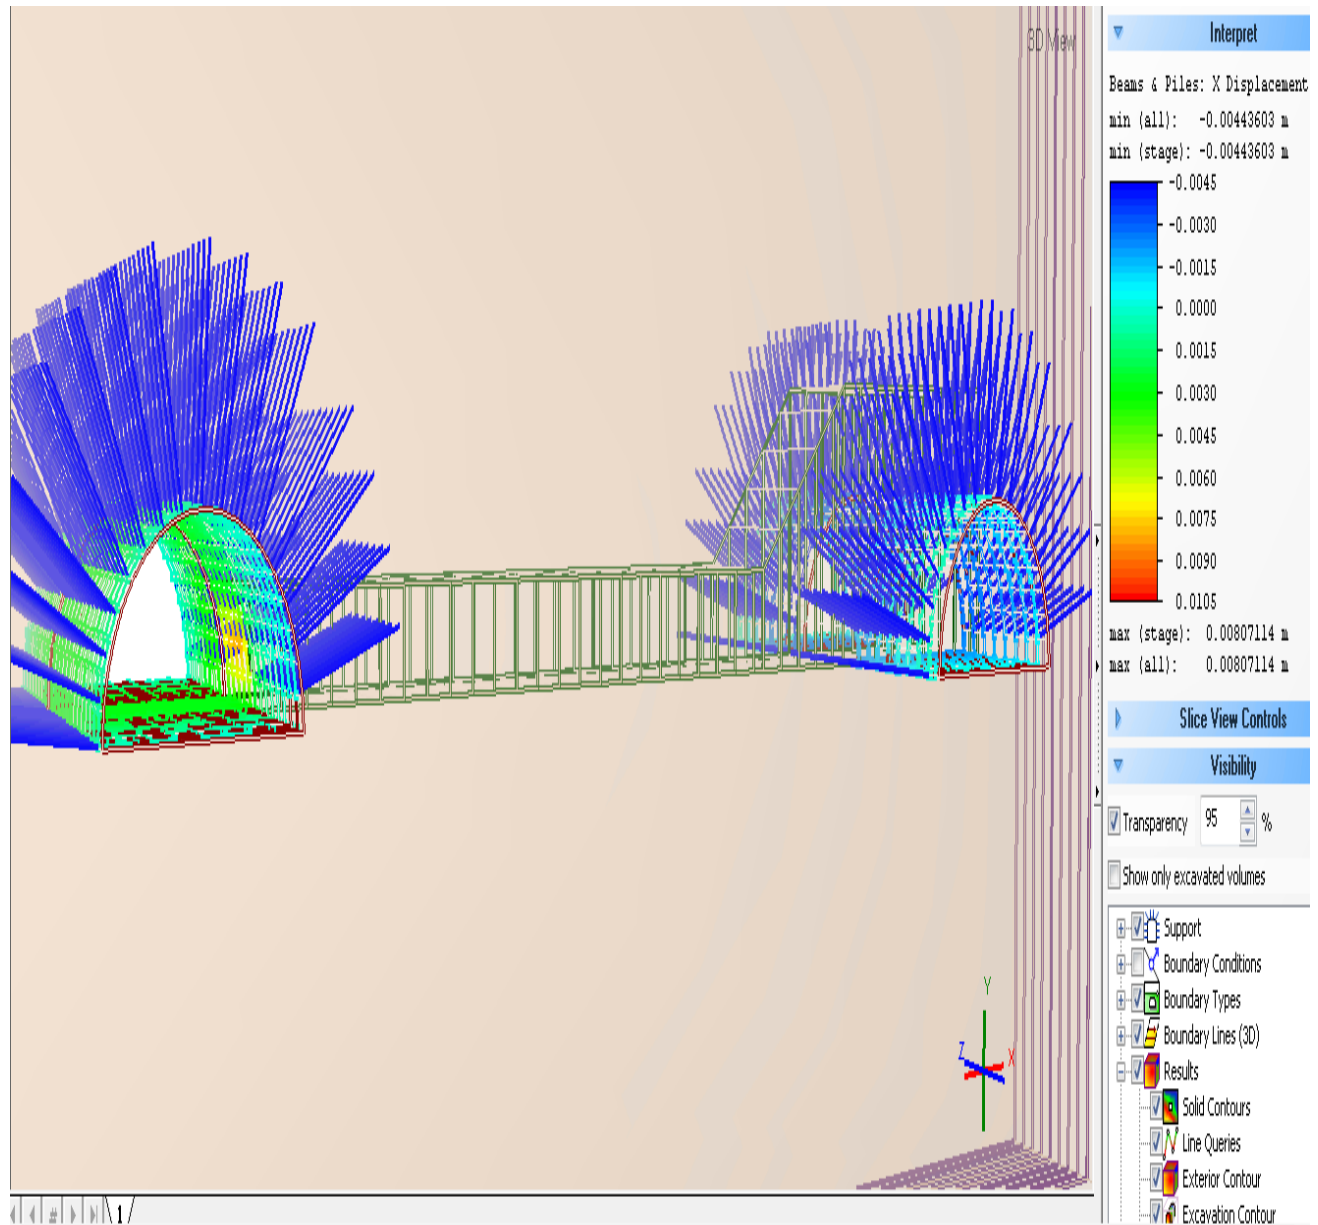 3D View
Interpret
Beams & Piles: X Displacement
min (all): -0.00443603 m
min (stage): -0.00443603 m
-0.0045
-0.0030
-0.0015
0.0000
0.0015
0.0030
0.0045
0.0060
0.0075
0.0090
0.0105
max (stage): 0.00807114 m
max (all): 0.00807114 m
Slice View Controls
Visibility
Transparency 95 %
Show only excavated volumes
Support
Boundary Conditions
Boundary Types
Boundary Lines (3D)
Results
Solid Contours
Line Queries
Exterior Contour
Excavation Contour
Y
Z
X
# 1